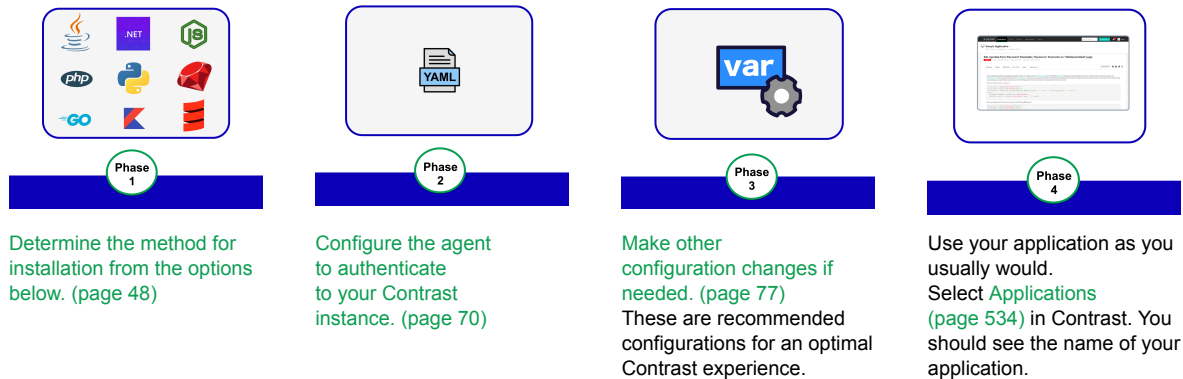 .NET
JS
php
GO
YAML
var
Phase
1
Phase
2
Phase
3
Phase
4
Determine the method for
installation from the options
below. (page 48)
Configure the agent
to authenticate
to your Contrast
instance. (page 70)
Make other
configuration changes if
needed. (page 77)
These are recommended
configurations for an optimal
Contrast experience.
Use your application as you
usually would.
Select Applications
(page 534) in Contrast. You
should see the name of your
application.